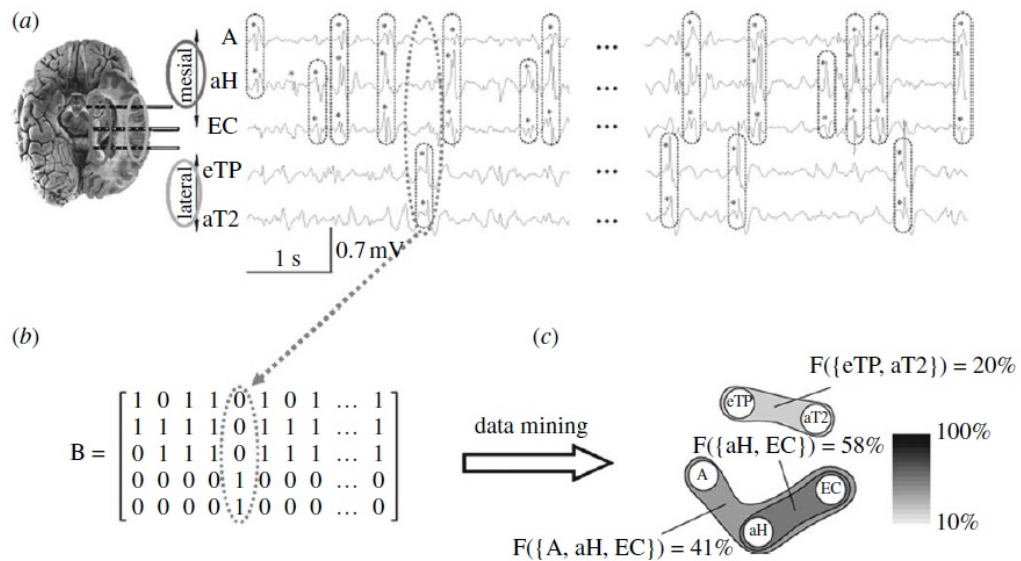 (a)
mesial
lateral
A
aH
EC
eTP
aT2
...
...
...
...
...
1 s
0.7 mV
(b)
B =
1 0 1 1 0 1 0 1 ... 1
1 1 1 1 0 1 1 1 ... 1
0 1 1 1 0 1 1 1 ... 1
0 0 0 0 1 0 0 0 ... 0
0 0 0 0 1 0 0 0 ... 0
data mining
(c)
F({eTP, aT2}) = 20%
eTP
aT2
F({aH, EC}) = 58%
A
EC
aH
F({A, aH, EC}) = 41%
100%
10%